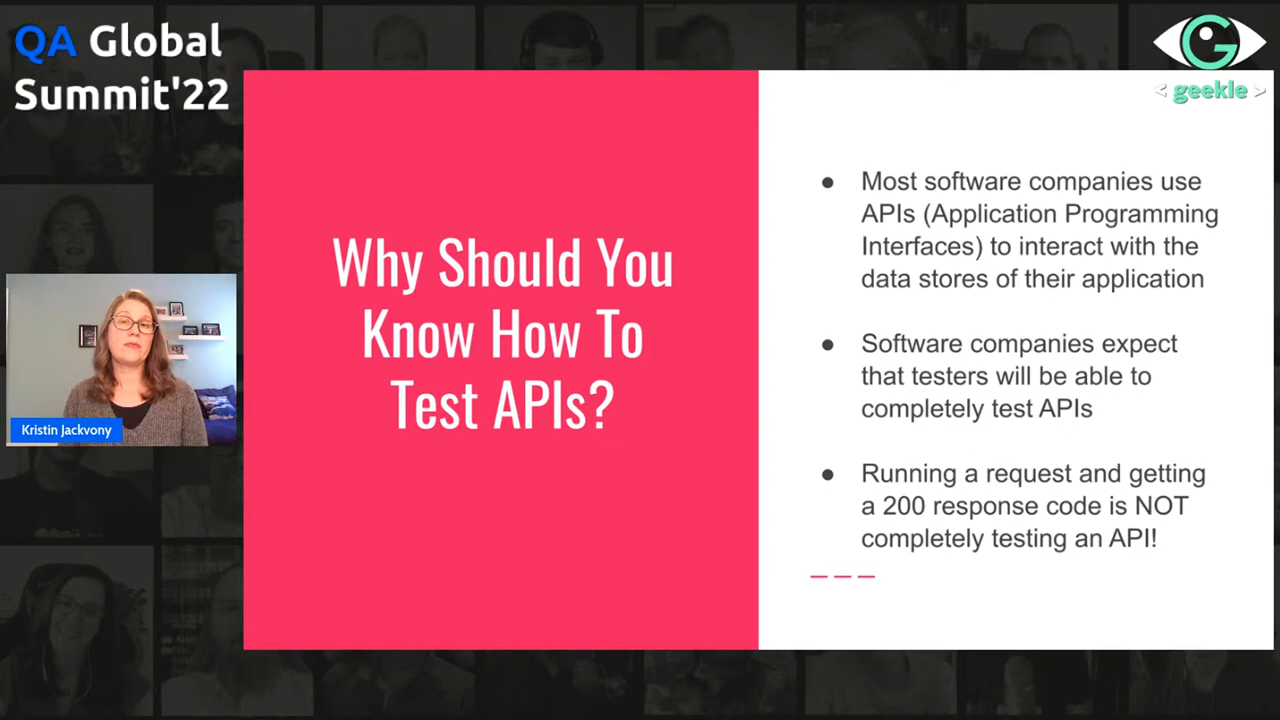 QA Global
Summit'22
< geekle >
Kristin Jackvony
Why Should You
Know How To
Test APIs?
● Most software companies use
APIs (Application Programming
Interfaces) to interact with the
data stores of their application
● Software companies expect
that testers will be able to
completely test APIs
● Running a request and getting
a 200 response code is NOT
completely testing an API!